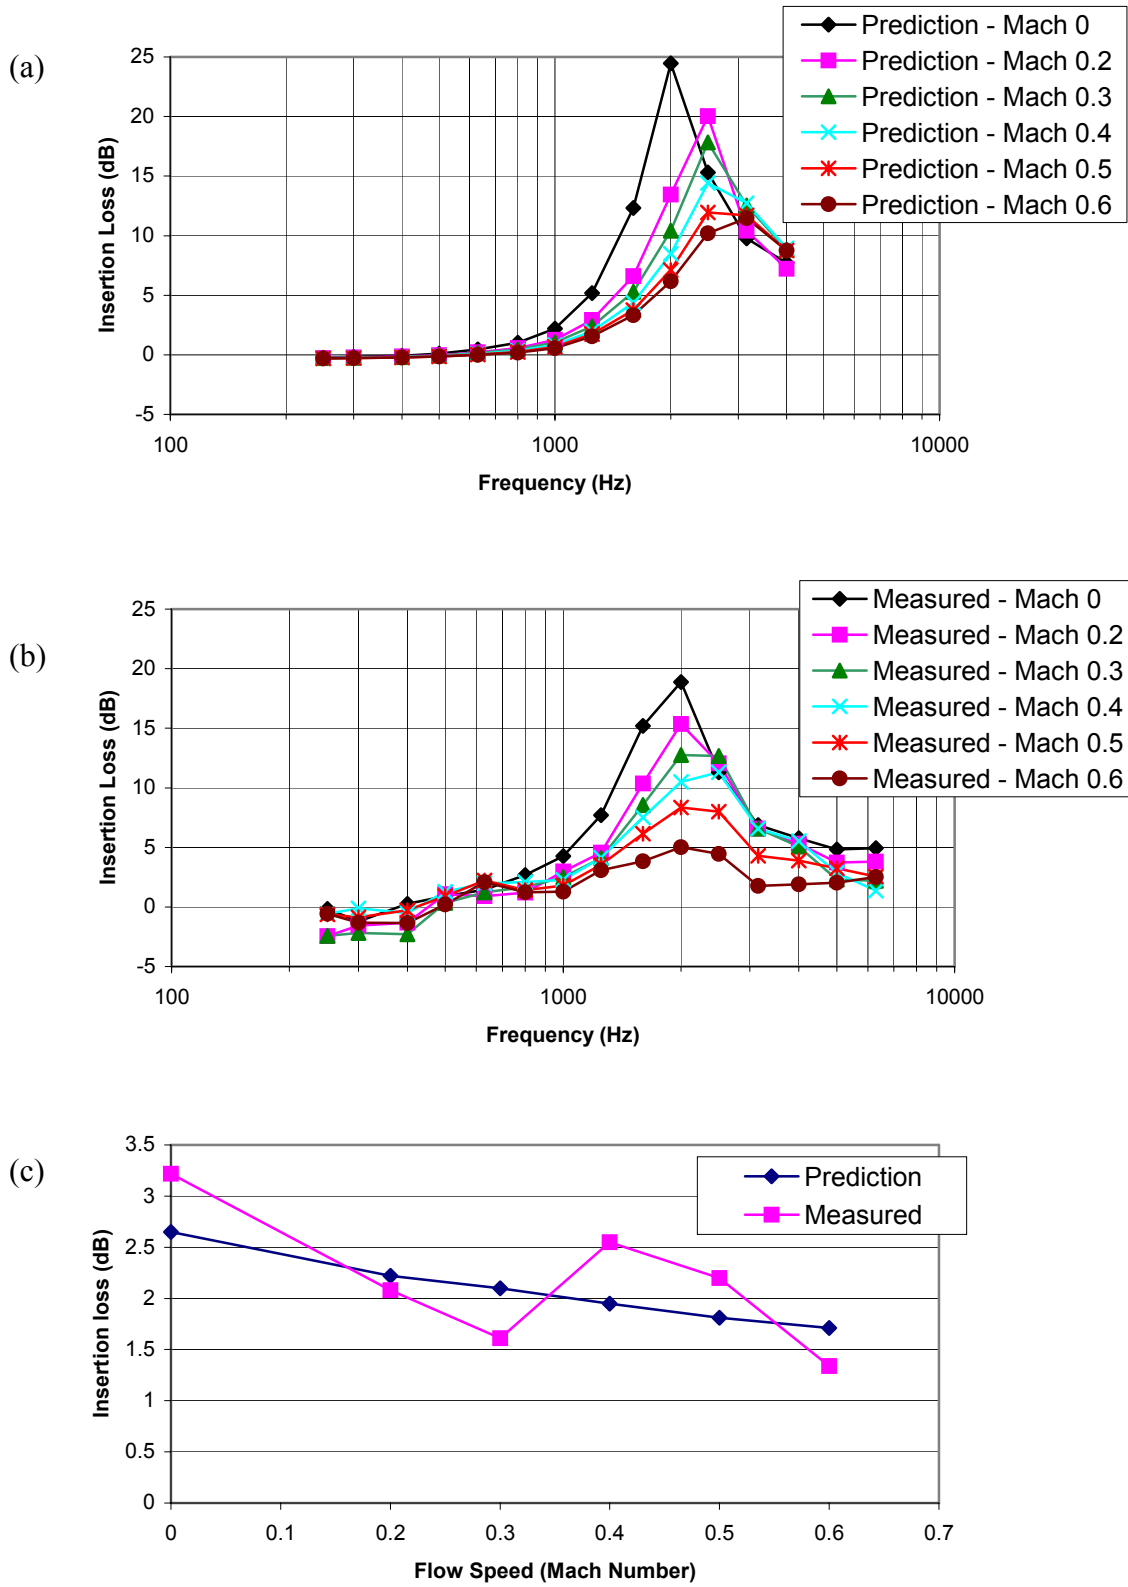 (a)
Prediction - Mach 0
Prediction - Mach 0.2
Prediction - Mach 0.3
Prediction - Mach 0.4
Prediction - Mach 0.5
Prediction - Mach 0.6
Insertion Loss (dB)
25
20
15
10
5
0
-5
100
1000
10000
Frequency (Hz)
(b)
Measured - Mach 0
Measured - Mach 0.2
Measured - Mach 0.3
Measured - Mach 0.4
Measured - Mach 0.5
Measured - Mach 0.6
Insertion Loss (dB)
25
20
15
10
5
0
-5
100
1000
10000
Frequency (Hz)
(c)
Prediction
Measured
Insertion loss (dB)
3.5
3
2.5
2
1.5
1
0.5
0
0
0.1
0.2
0.3
0.4
0.5
0.6
0.7
Flow Speed (Mach Number)